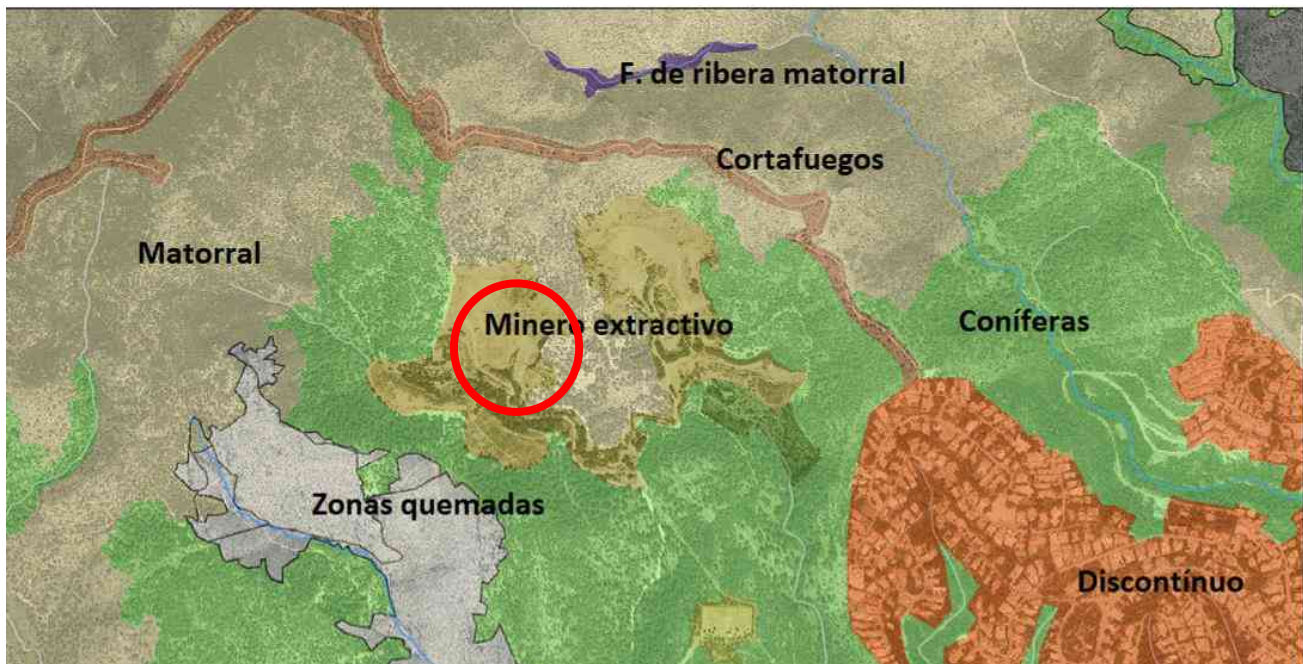 F. de ribera matorral
Cortafuegos
Matorral
Minero extractivo
Coníferas
Zonas quemadas
Discontínuo